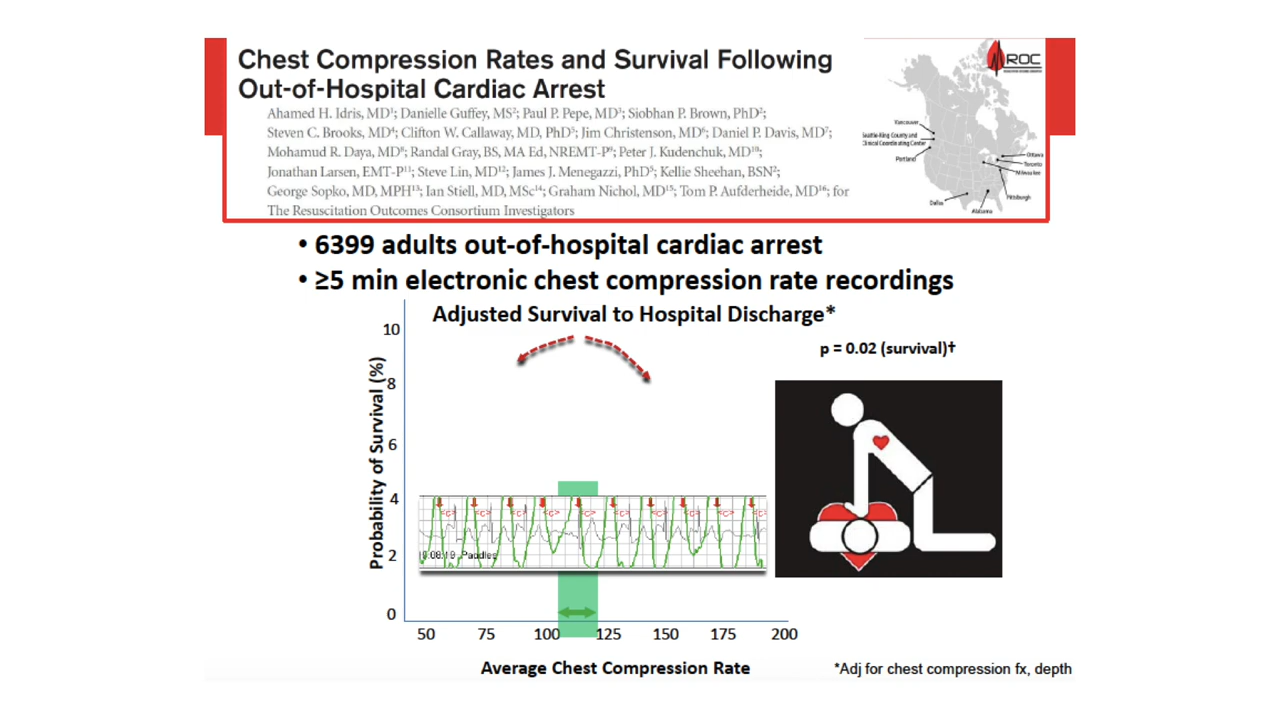 Chest Compression Rates and Survival Following
Out-of-Hospital Cardiac Arrest
Ahamed H. Idris, MD¹; Danielle Guffey, MS²; Paul P. Pepe, MD³; Siobhan P. Brown, PhD²;
Steven C. Brooks, MD⁴; Clifton W. Callaway, MD, PhD⁵; Jim Christenson, MD⁶; Daniel P. Davis, MD⁷;
Mohamud R. Daya, MD⁸; Randal Gray, BS, MA Ed, NREMT-P⁹; Peter J. Kudenchuk, MD¹⁰;
Jonathan Larsen, EMT-P¹¹; Steve Lin, MD¹²; James J. Menegazzi, PhD⁵; Kellie Sheehan, BSN²;
George Sopko, MD, MPH¹³; Ian Stiell, MD, MSc¹⁴; Graham Nichol, MD¹⁵; Tom P. Aufderheide, MD¹⁶; for
The Resuscitation Outcomes Consortium Investigators
ROC
Vancouver
Seattle-King County and
Clinical Coordinating Center
Portland
Ottawa
Toronto
Milwaukee
Pittsburgh
Dallas
Alabama
• 6399 adults out-of-hospital cardiac arrest
• ≥5 min electronic chest compression rate recordings
Adjusted Survival to Hospital Discharge*
p = 0.02 (survival)†
Probability of Survival (%)
10
8
6
4
2
0
<C> <C> <C> <C> <C> <C> <C> <C> <C> <C>
Paddles
50 75 100 125 150 175 200
Average Chest Compression Rate
*Adj for chest compression fx, depth